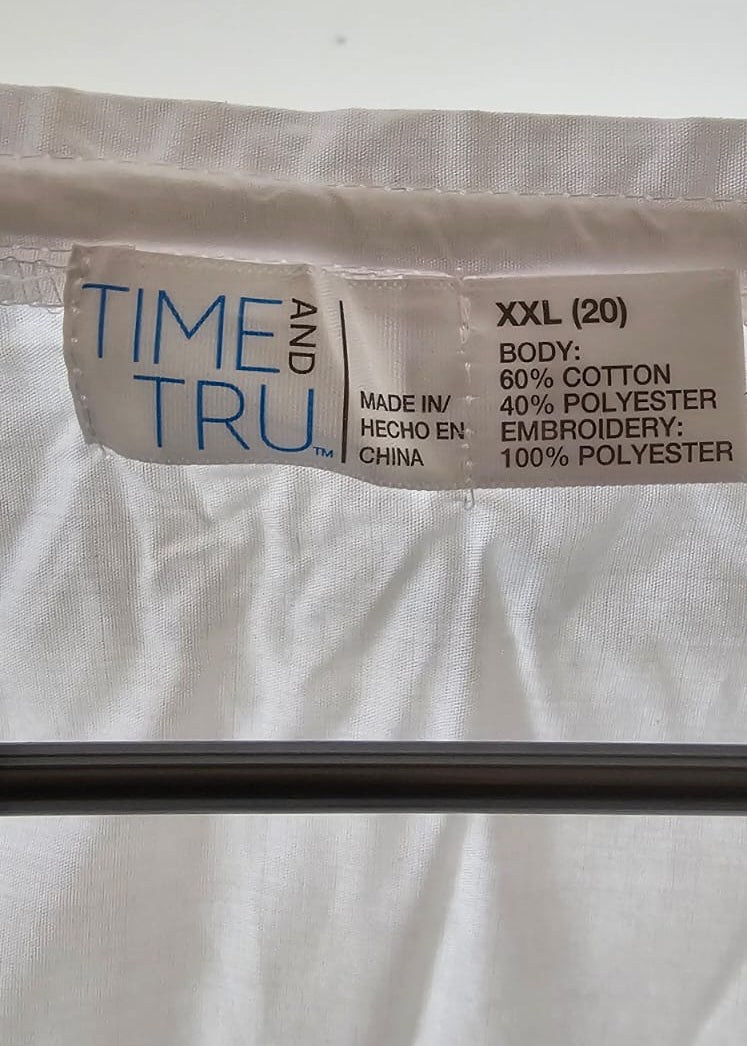 TIME AND
TRU™
MADE IN/
HECHO EN
CHINA
XXL (20)
BODY:
60% COTTON
40% POLYESTER
EMBROIDERY:
100% POLYESTER